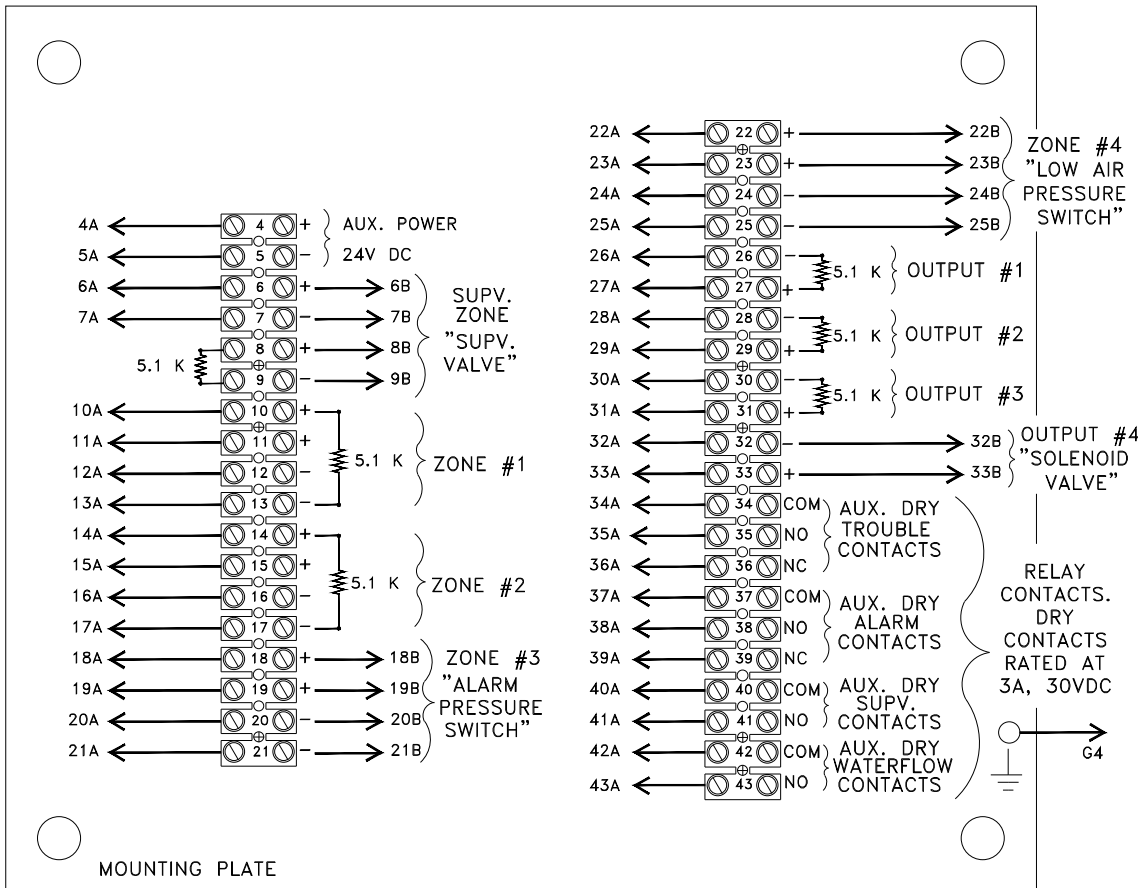 4A 4 + AUX. POWER
5A 5 - 24V DC
6A 6 + 6B
7A 7 - 7B
8 + 8B
9 - 9B
5.1 K
SUPV.
ZONE
"SUPV.
VALVE"
10A 10 +
11A 11 +
12A 12 -
13A 13 -
5.1 K
ZONE #1
14A 14 +
15A 15 +
16A 16 -
17A 17 -
5.1 K
ZONE #2
18A 18 + 18B
19A 19 + 19B
20A 20 - 20B
21A 21 - 21B
ZONE #3
"ALARM
PRESSURE
SWITCH"
22A 22 + 22B
23A 23 + 23B
24A 24 - 24B
25A 25 - 25B
ZONE #4
"LOW AIR
PRESSURE
SWITCH"
26A 26 -
27A 27 +
5.1 K
OUTPUT #1
28A 28 -
29A 29 +
5.1 K
OUTPUT #2
30A 30 -
31A 31 +
5.1 K
OUTPUT #3
32A 32 - 32B
33A 33 + 33B
OUTPUT #4
"SOLENOID
VALVE"
34A 34 COM
35A 35 NO
36A 36 NC
AUX. DRY
TROUBLE
CONTACTS
37A 37 COM
38A 38 NO
39A 39 NC
AUX. DRY
ALARM
CONTACTS
40A 40 COM
41A 41 NO
AUX. DRY
SUPV.
CONTACTS
42A 42 COM
43A 43 NO
AUX. DRY
WATERFLOW
CONTACTS
RELAY
CONTACTS.
DRY
CONTACTS
RATED AT
3A, 30VDC
G4
MOUNTING PLATE